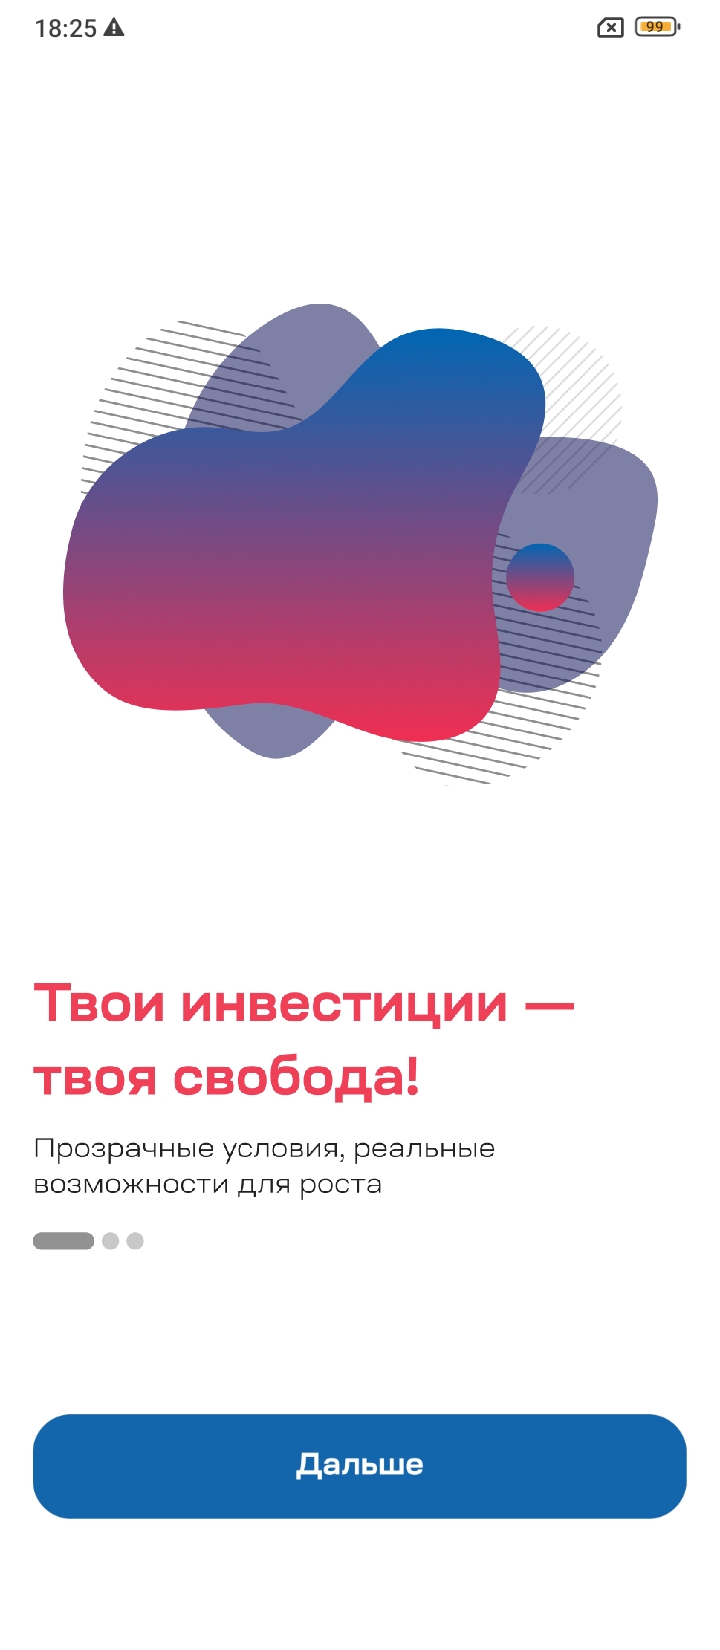 18:25
99
Твои инвестиции —
твоя свобода!
Прозрачные условия, реальные
возможности для роста
Дальше